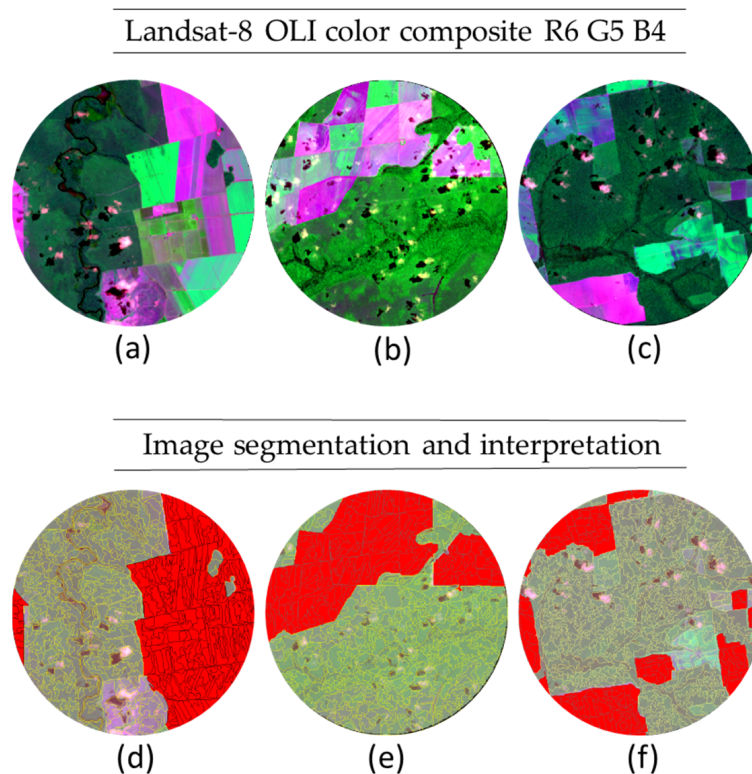 Landsat-8 OLI color composite R6 G5 B4
(a) (b) (c)
Image segmentation and interpretation
(d) (e) (f)